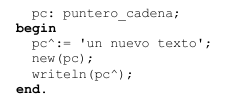 pc: puntero_cadena;
begin
pc^:= 'un nuevo texto';
new(pc);
writeln(pc^);
end.